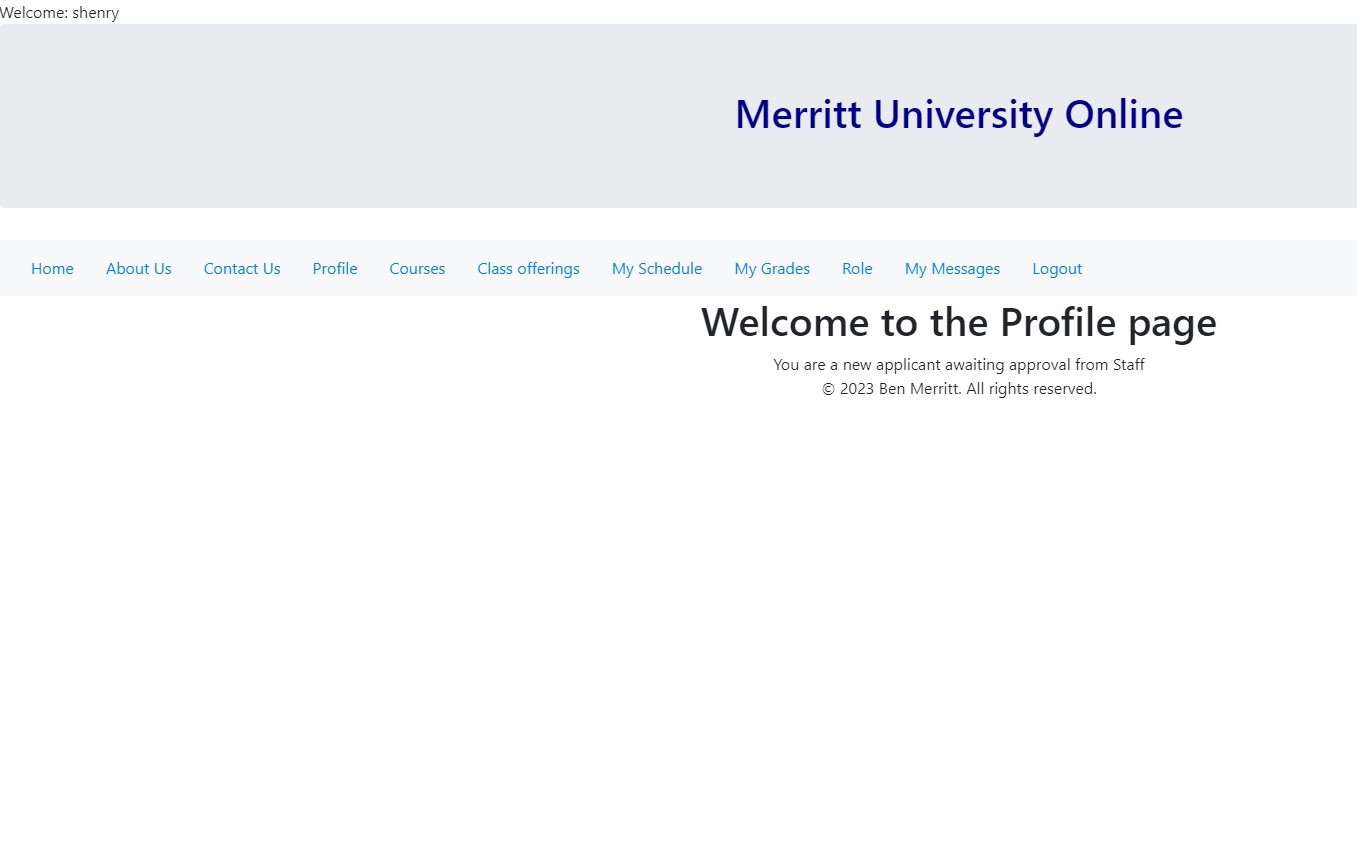 Welcome: shenry
Merritt University Online
Home About Us Contact Us Profile Courses Class offerings My Schedule My Grades Role My Messages Logout
Welcome to the Profile page
You are a new applicant awaiting approval from Staff
© 2023 Ben Merritt. All rights reserved.